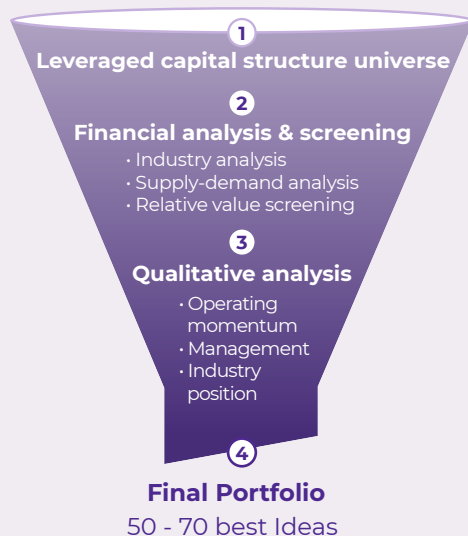 1
Leveraged capital structure universe
2
Financial analysis & screening
· Industry analysis
· Supply-demand analysis
· Relative value screening
3
Qualitative analysis
· Operating
momentum
· Management
· Industry
position
4
Final Portfolio
50 - 70 best Ideas